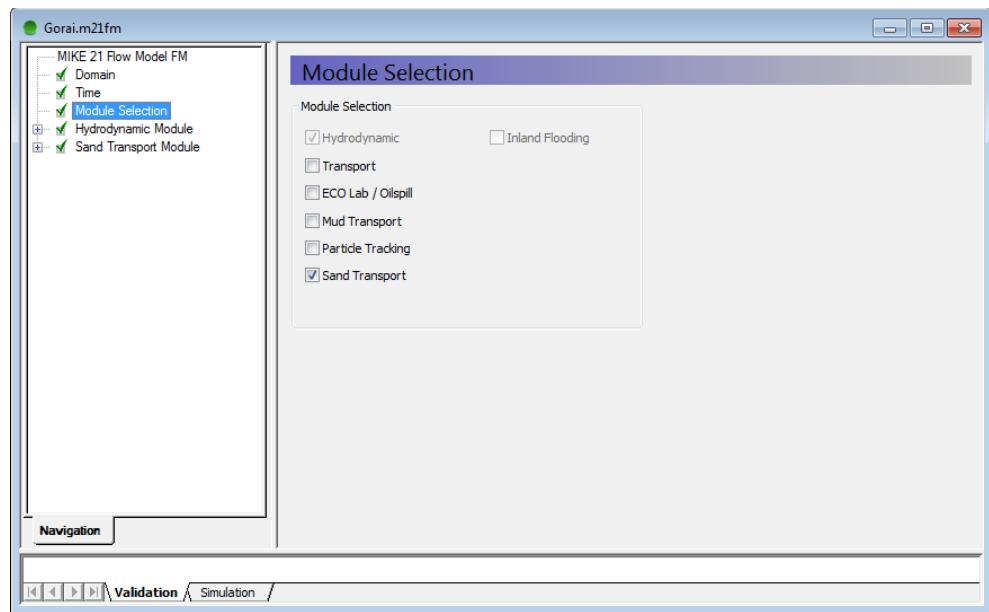 Gorai.m21fm
MIKE 21 Flow Model FM
Domain
Time
Module Selection
Hydrodynamic Module
Sand Transport Module
Navigation
Module Selection
Module Selection
Hydrodynamic
Inland Flooding
Transport
ECO Lab / Oilspill
Mud Transport
Particle Tracking
Sand Transport
Validation
Simulation